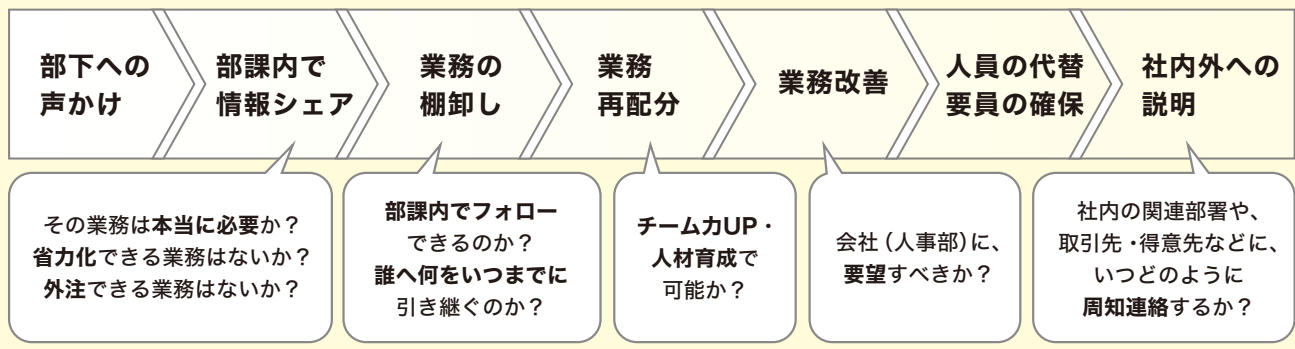 部下への
声かけ
部課内で
情報シェア
業務の
棚卸し
業務
再配分
業務改善
人員の代替
要員の確保
社内外への
説明
その業務は本当に必要か？
省力化できる業務はないか？
外注できる業務はないか？
部課内でフォロー
できるのか？
誰へ何をいつまでに
引き継ぐのか？
チーム力UP・
人材育成で
可能か？
会社（人事部）に、
要望すべきか？
社内の関連部署や、
取引先・得意先などに、
いつどのように
周知連絡するか？